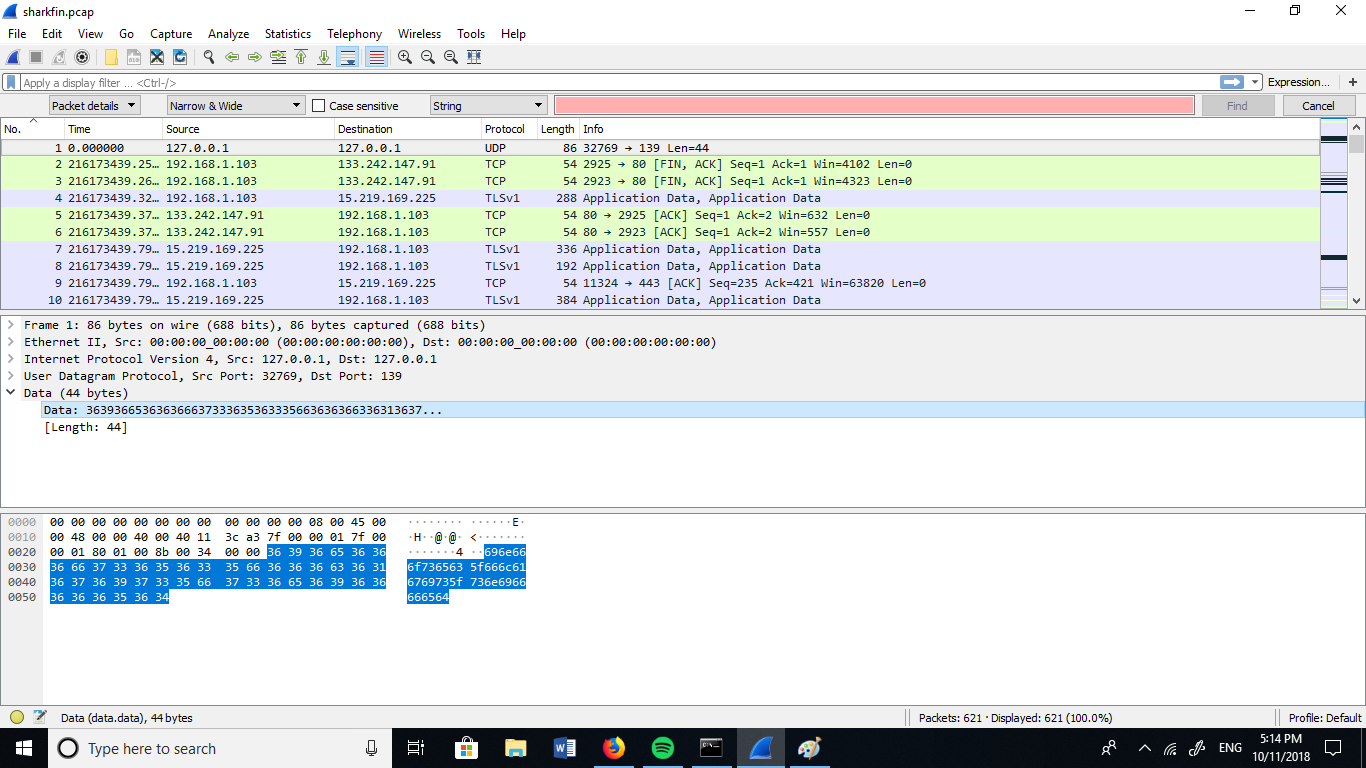 sharkfin.pcap
File Edit View Go Capture Analyze Statistics Telephony Wireless Tools Help
Apply a display filter ... <Ctrl-/> Expression... +
Packet details Narrow & Wide Case sensitive String Find Cancel
No. Time Source Destination Protocol Length Info
1 0.000000 127.0.0.1 127.0.0.1 UDP 86 32769 → 139 Len=44
2 216173439.25… 192.168.1.103 133.242.147.91 TCP 54 2925 → 80 [FIN, ACK] Seq=1 Ack=1 Win=4102 Len=0
3 216173439.26… 192.168.1.103 133.242.147.91 TCP 54 2923 → 80 [FIN, ACK] Seq=1 Ack=1 Win=4323 Len=0
4 216173439.32… 192.168.1.103 15.219.169.225 TLSv1 288 Application Data, Application Data
5 216173439.37… 133.242.147.91 192.168.1.103 TCP 54 80 → 2925 [ACK] Seq=1 Ack=2 Win=632 Len=0
6 216173439.37… 133.242.147.91 192.168.1.103 TCP 54 80 → 2923 [ACK] Seq=1 Ack=2 Win=557 Len=0
7 216173439.79… 15.219.169.225 192.168.1.103 TLSv1 336 Application Data, Application Data
8 216173439.79… 15.219.169.225 192.168.1.103 TLSv1 192 Application Data, Application Data
9 216173439.79… 192.168.1.103 15.219.169.225 TCP 54 11324 → 443 [ACK] Seq=235 Ack=421 Win=63820 Len=0
10 216173439.79… 15.219.169.225 192.168.1.103 TLSv1 384 Application Data, Application Data
Frame 1: 86 bytes on wire (688 bits), 86 bytes captured (688 bits)
Ethernet II, Src: 00:00:00_00:00:00 (00:00:00:00:00:00), Dst: 00:00:00_00:00:00 (00:00:00:00:00:00)
Internet Protocol Version 4, Src: 127.0.0.1, Dst: 127.0.0.1
User Datagram Protocol, Src Port: 32769, Dst Port: 139
Data (44 bytes)
Data: 363936653636366637333635363335663636366336313637...
[Length: 44]
0000 00 00 00 00 00 00 00 00 00 00 00 00 08 00 45 00 ········ ······E·
0010 00 48 00 00 40 00 40 11 3c a3 7f 00 00 01 7f 00 ·H··@·@· <·······
0020 00 01 80 01 00 8b 00 34 00 00 36 39 36 65 36 36 ·······4 ··696e66
0030 36 66 37 33 36 35 36 33 35 66 36 36 36 63 36 31 6f736563 5f666c61
0040 36 37 36 39 37 33 35 66 37 33 36 65 36 39 36 36 6769735f 736e6966
0050 36 36 36 35 36 34 666564
Data (data.data), 44 bytes Packets: 621 · Displayed: 621 (100.0%) Profile: Default
Type here to search ENG 5:14 PM
10/11/2018